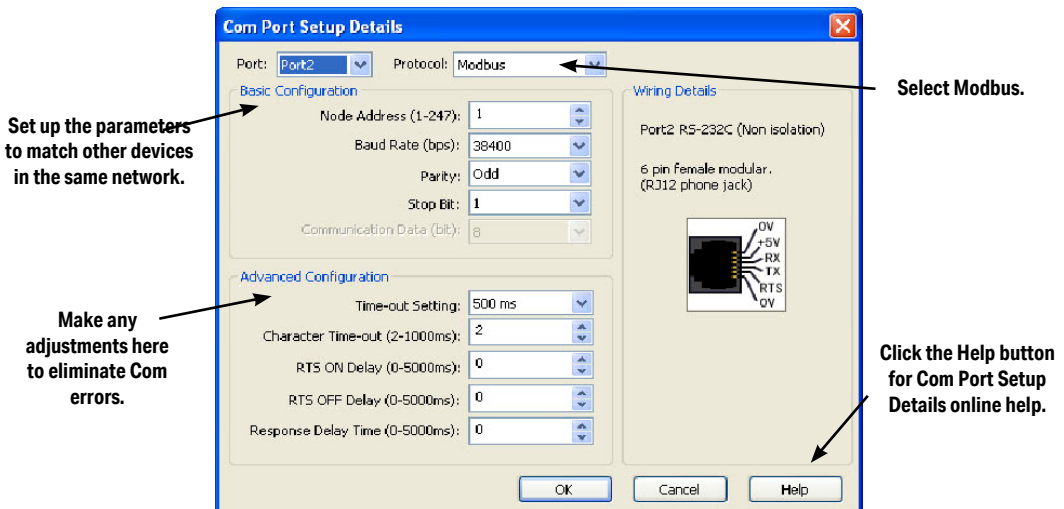 Com Port Setup Details
Port: Port2 Protocol: Modbus
Select Modbus.
Basic Configuration
Node Address (1-247): 1
Baud Rate (bps): 38400
Parity: Odd
Stop Bit: 1
Communication Data (bit): 8
Set up the parameters
to match other devices
in the same network.
Wiring Details
Port2 RS-232C (Non isolation)
6 pin female modular.
(RJ12 phone jack)
0V
+5V
RX
TX
RTS
0V
Advanced Configuration
Time-out Setting: 500 ms
Character Time-out (2-1000ms): 2
RTS ON Delay (0-5000ms): 0
RTS OFF Delay (0-5000ms): 0
Response Delay Time (0-5000ms): 0
Make any
adjustments here
to eliminate Com
errors.
Click the Help button
for Com Port Setup
Details online help.
OK Cancel Help